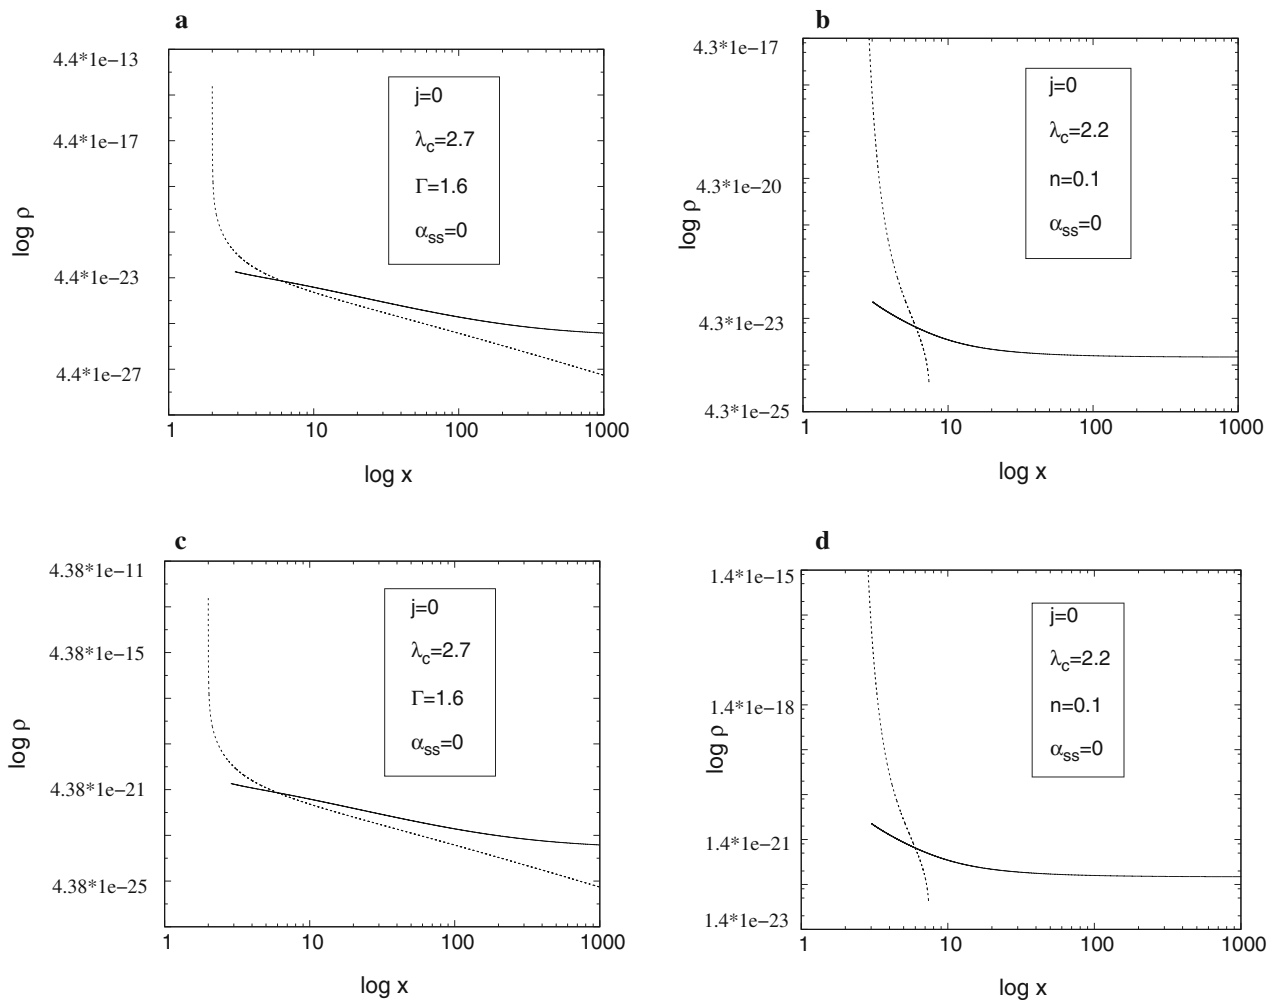 a
4.4*1e−13
4.4*1e−17
4.4*1e−23
4.4*1e−27
log ρ
j=0
λc=2.7
Γ=1.6
αss=0
1 10 100 1000
log x
b
4.3*1e−17
4.3*1e−20
4.3*1e−23
4.3*1e−25
log ρ
j=0
λc=2.2
n=0.1
αss=0
1 10 100 1000
log x
c
4.38*1e−11
4.38*1e−15
4.38*1e−21
4.38*1e−25
log ρ
j=0
λc=2.7
Γ=1.6
αss=0
1 10 100 1000
log x
d
1.4*1e−15
1.4*1e−18
1.4*1e−21
1.4*1e−23
log ρ
j=0
λc=2.2
n=0.1
αss=0
1 10 100 1000
log x